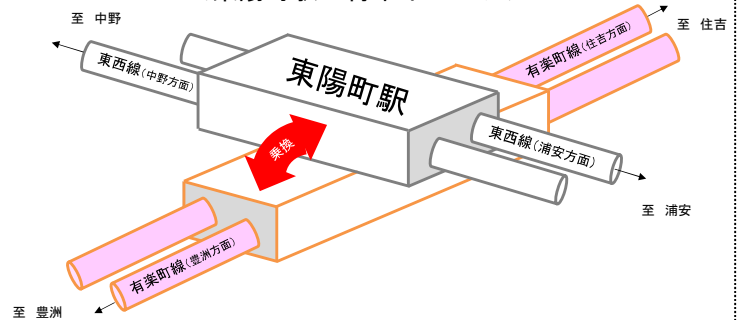 至 中野
至 住吉
有楽町線(住吉方面)
東西線(中野方面)
東陽町駅
東西線(浦安方面)
乗換
至 浦安
有楽町線(豊洲方面)
至 豊洲